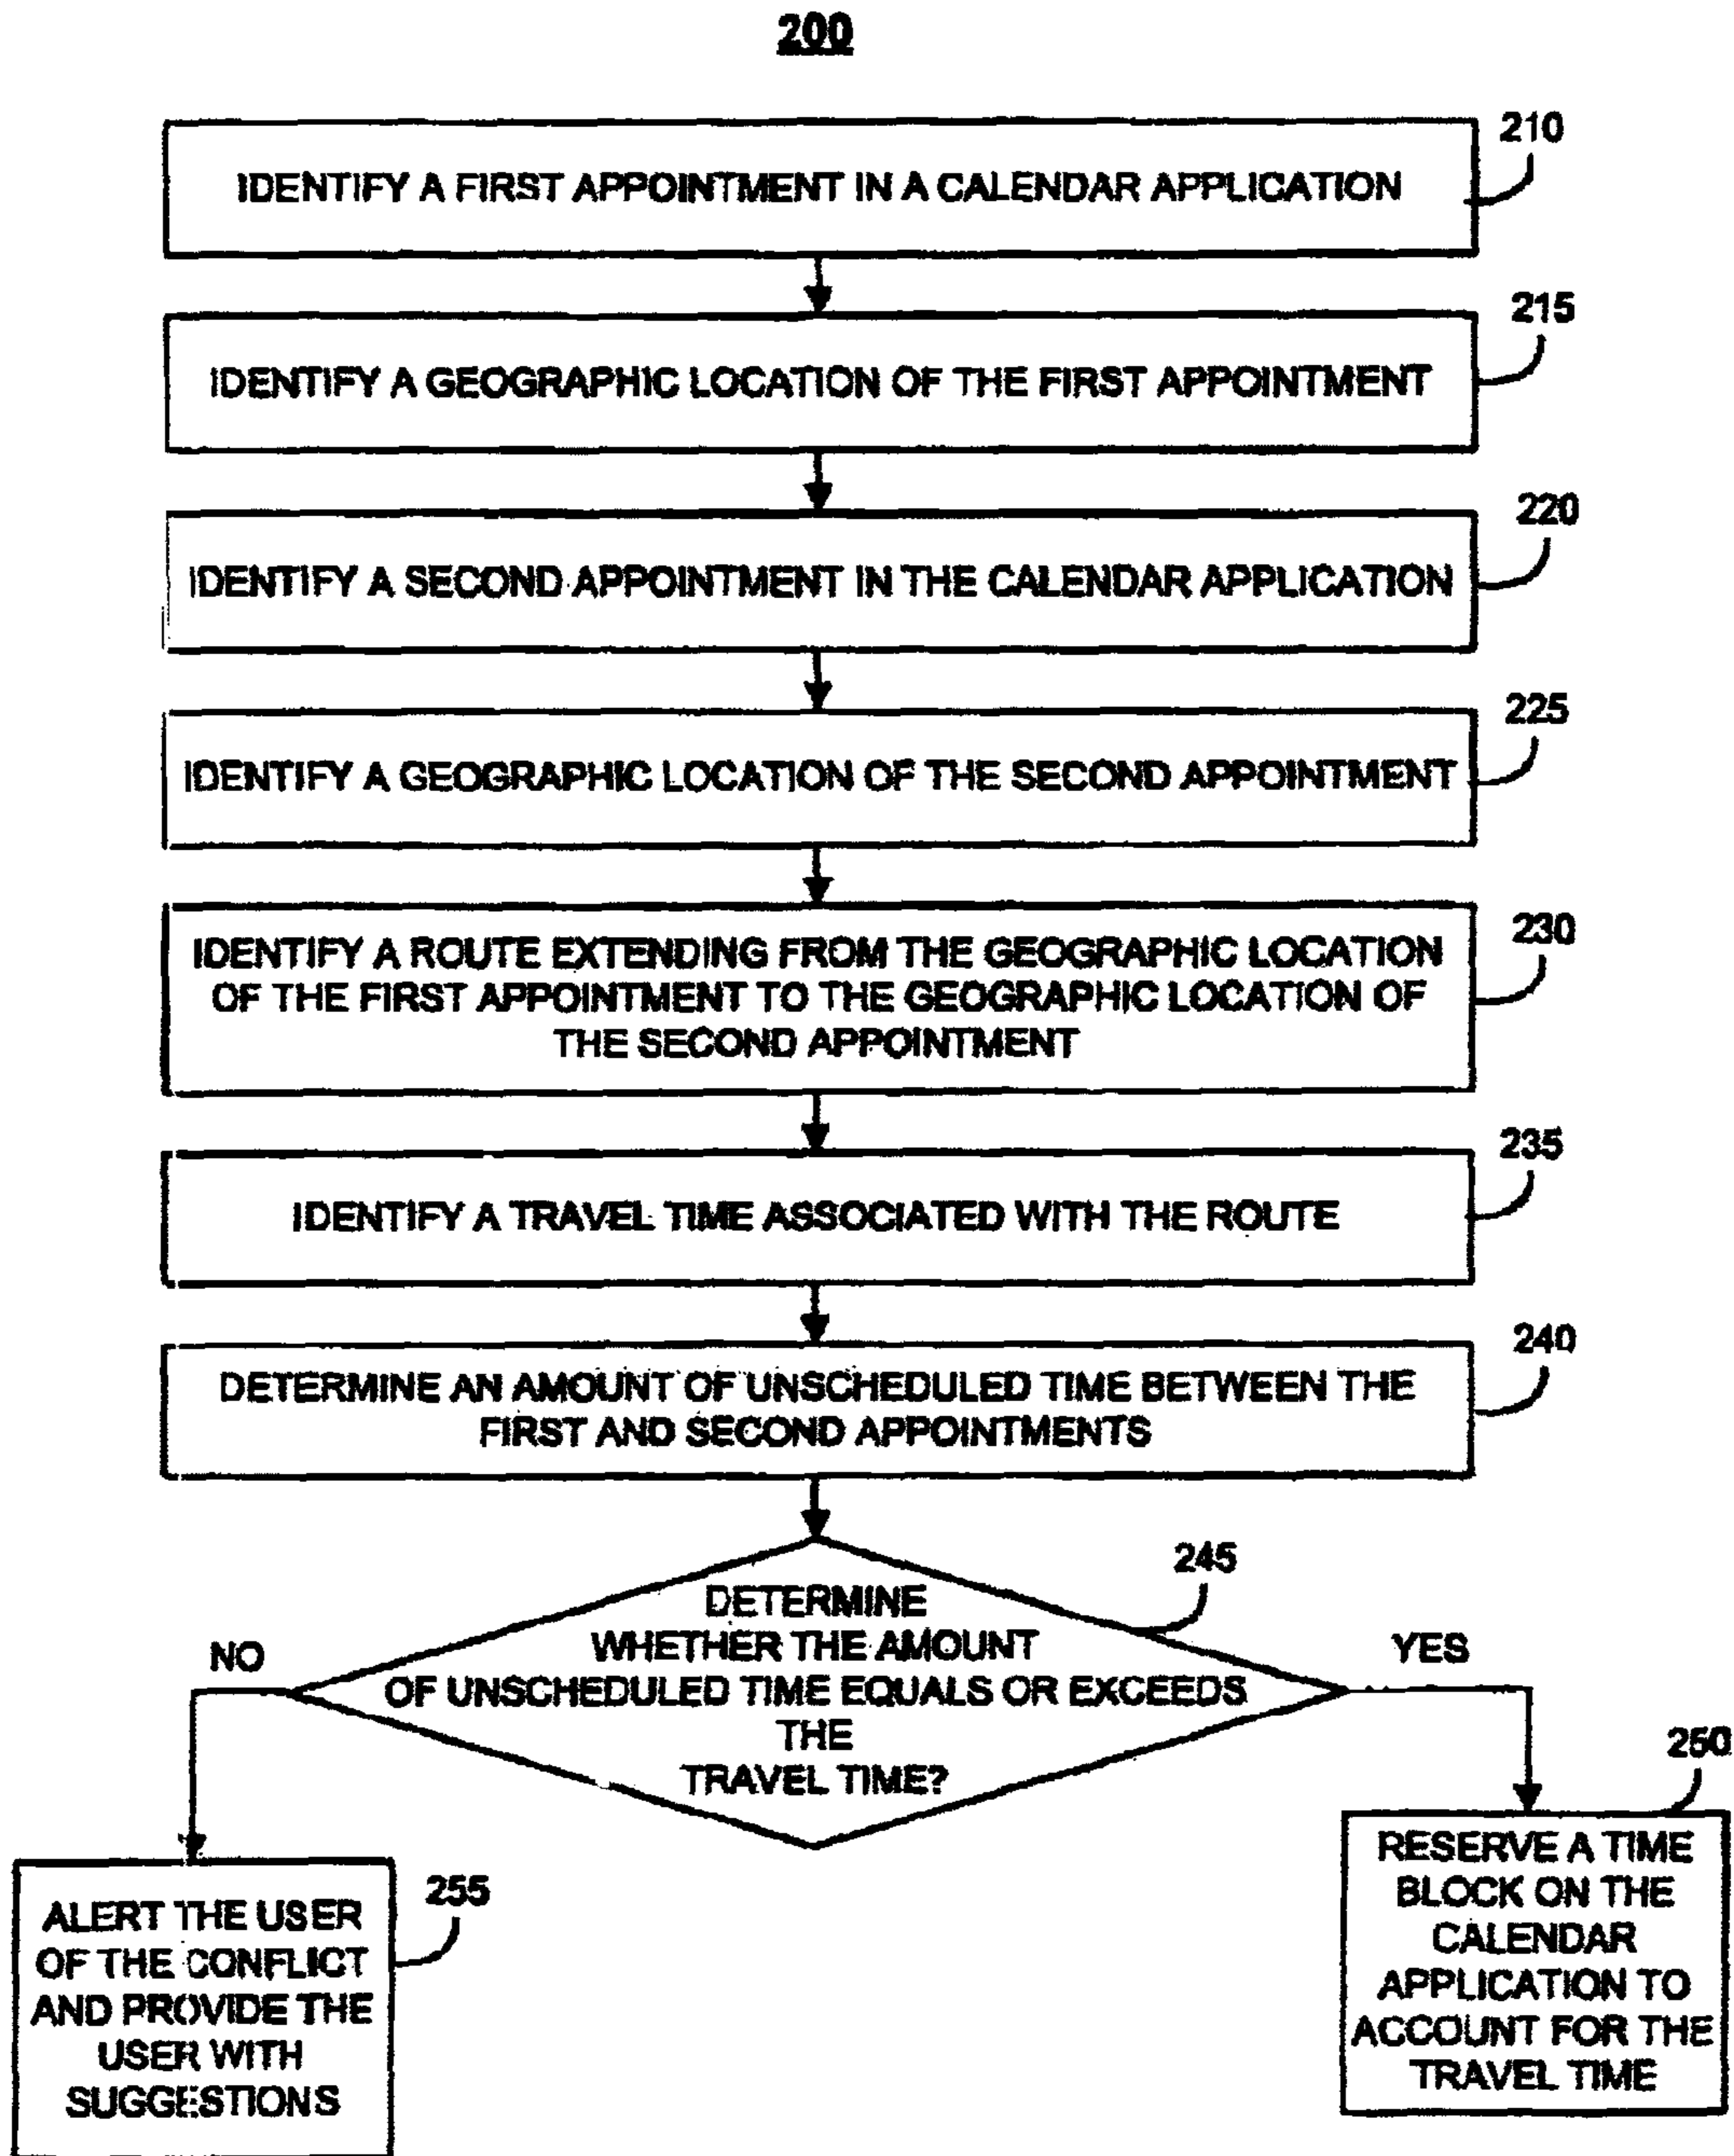 200
210
IDENTIFY A FIRST APPOINTMENT IN A CALENDAR APPLICATION
215
IDENTIFY A GEOGRAPHIC LOCATION OF THE FIRST APPOINTMENT
220
IDENTIFY A SECOND APPOINTMENT IN THE CALENDAR APPLICATION
225
IDENTIFY A GEOGRAPHIC LOCATION OF THE SECOND APPOINTMENT
230
IDENTIFY A ROUTE EXTENDING FROM THE GEOGRAPHIC LOCATION
OF THE FIRST APPOINTMENT TO THE GEOGRAPHIC LOCATION OF
THE SECOND APPOINTMENT
235
IDENTIFY A TRAVEL TIME ASSOCIATED WITH THE ROUTE
240
DETERMINE AN AMOUNT OF UNSCHEDULED TIME BETWEEN THE
FIRST AND SECOND APPOINTMENTS
245
DETERMINE
WHETHER THE AMOUNT
OF UNSCHEDULED TIME EQUALS OR EXCEEDS
THE
TRAVEL TIME?
NO
YES
255
ALERT THE USER
OF THE CONFLICT
AND PROVIDE THE
USER WITH
SUGGESTIONS
250
RESERVE A TIME
BLOCK ON THE
CALENDAR
APPLICATION TO
ACCOUNT FOR THE
TRAVEL TIME